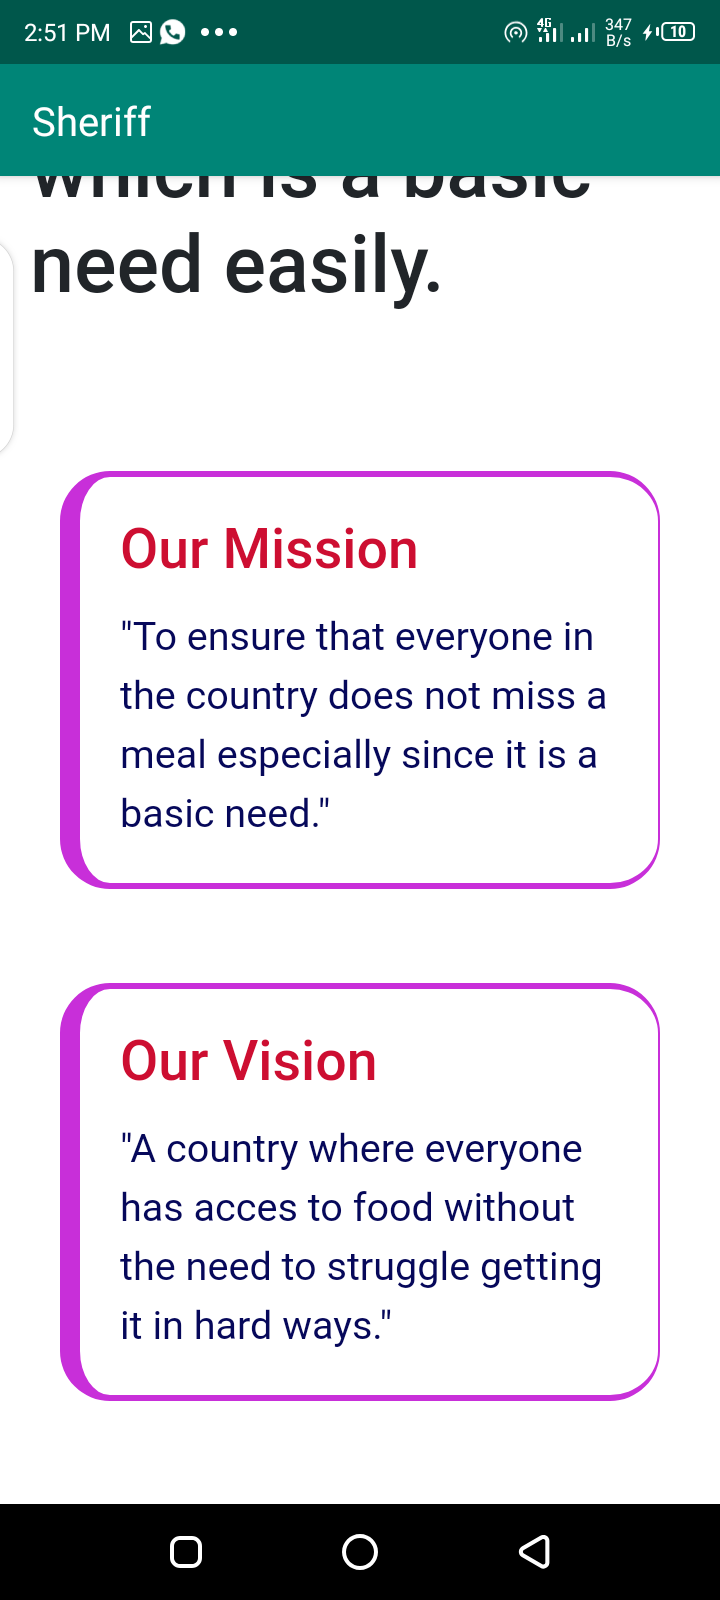 2:51 PM 4G 347 B/s 10
Sheriff
which is a basic
need easily.
Our Mission
"To ensure that everyone in
the country does not miss a
meal especially since it is a
basic need."
Our Vision
"A country where everyone
has acces to food without
the need to struggle getting
it in hard ways."